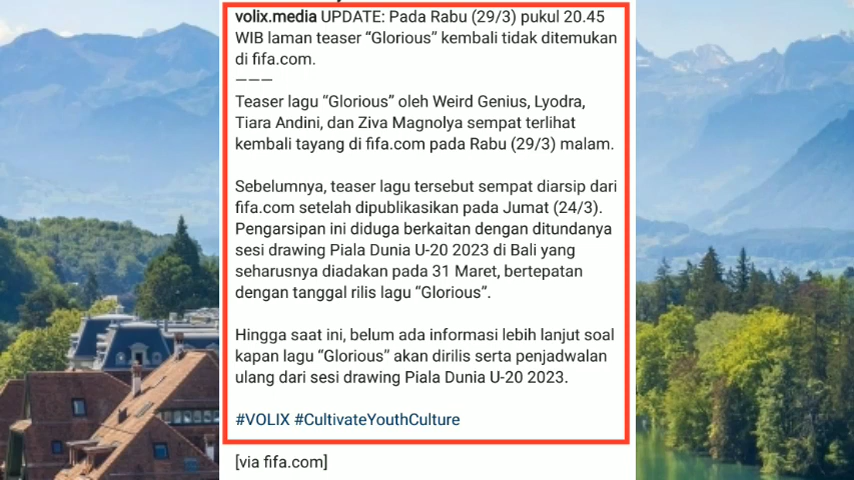 volix.media UPDATE: Pada Rabu (29/3) pukul 20.45
WIB laman teaser “Glorious” kembali tidak ditemukan
di fifa.com.
———
Teaser lagu “Glorious” oleh Weird Genius, Lyodra,
Tiara Andini, dan Ziva Magnolya sempat terlihat
kembali tayang di fifa.com pada Rabu (29/3) malam.
Sebelumnya, teaser lagu tersebut sempat diarsip dari
fifa.com setelah dipublikasikan pada Jumat (24/3).
Pengarsipan ini diduga berkaitan dengan ditundanya
sesi drawing Piala Dunia U-20 2023 di Bali yang
seharusnya diadakan pada 31 Maret, bertepatan
dengan tanggal rilis lagu “Glorious”.
Hingga saat ini, belum ada informasi lebih lanjut soal
kapan lagu “Glorious” akan dirilis serta penjadwalan
ulang dari sesi drawing Piala Dunia U-20 2023.
#VOLIX #CultivateYouthCulture
[via fifa.com]